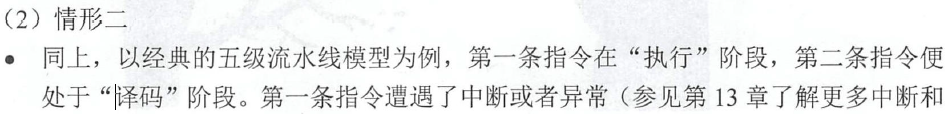 （2）情形二
● 同上，以经典的五级流水线模型为例，第一条指令在“执行”阶段，第二条指令便
处于“译码”阶段。第一条指令遭遇了中断或者异常（参见第 13 章了解更多中断和